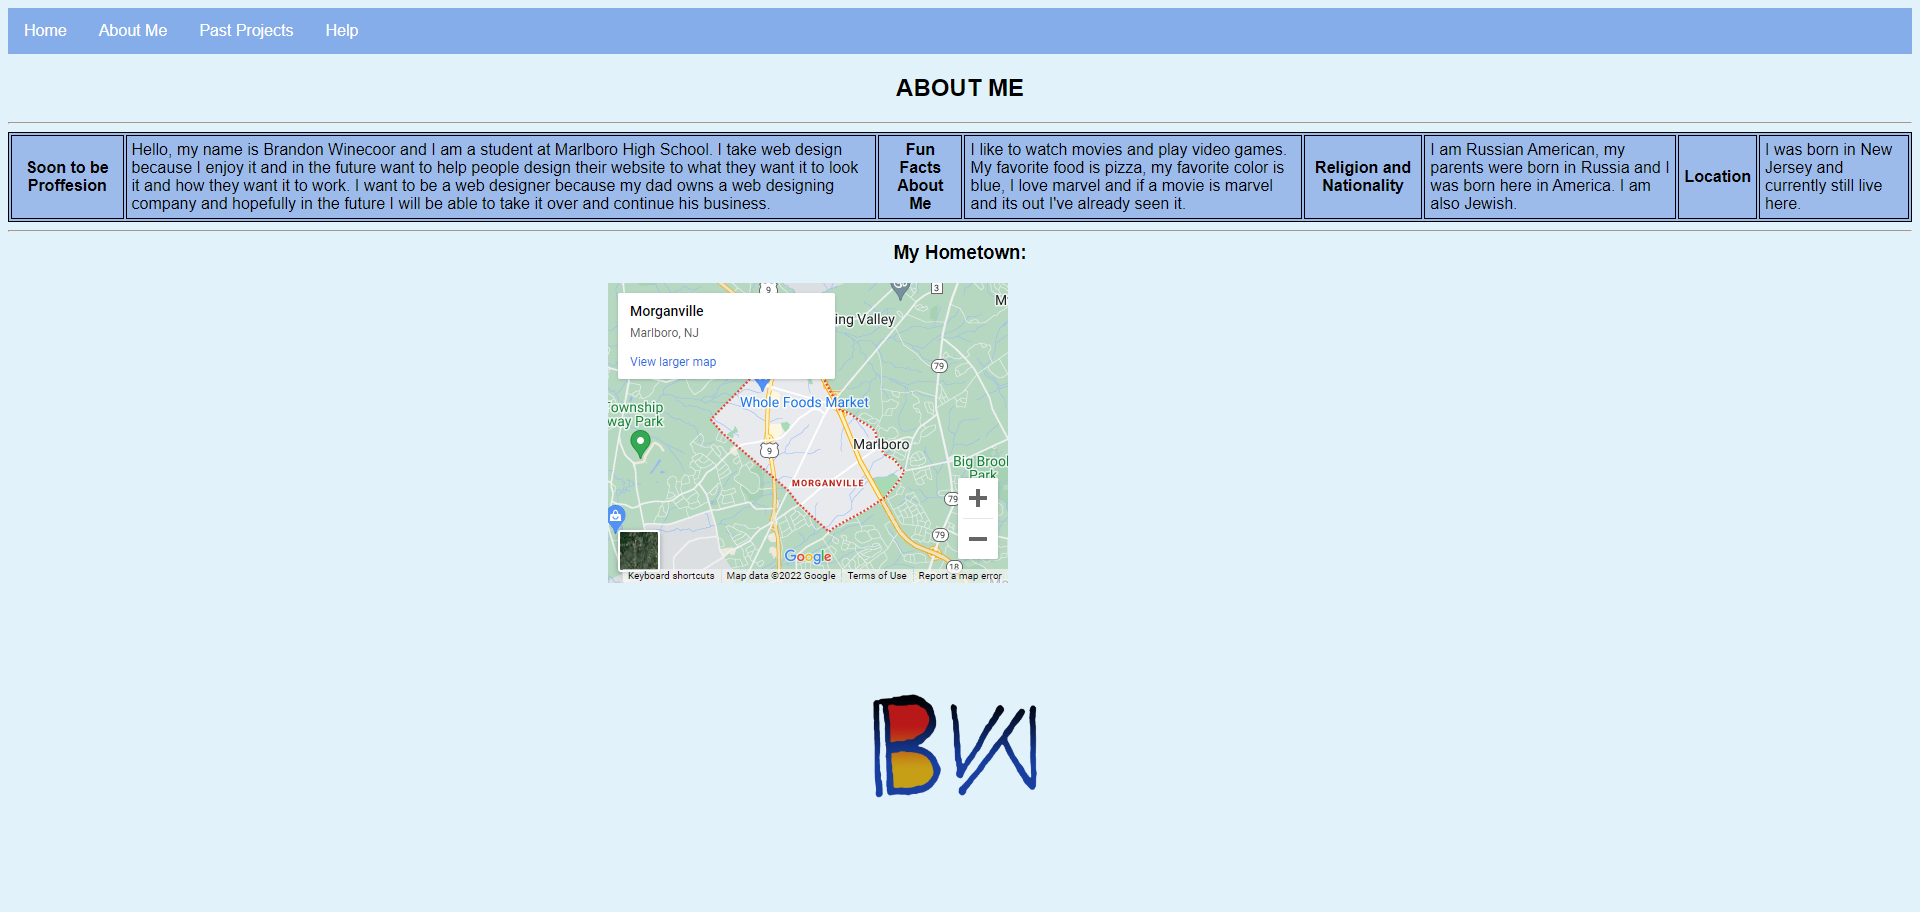 Home About Me Past Projects Help
ABOUT ME
Soon to be
Proffesion
Hello, my name is Brandon Winecoor and I am a student at Marlboro High School. I take web design
because I enjoy it and in the future want to help people design their website to what they want it to look
it and how they want it to work. I want to be a web designer because my dad owns a web designing
company and hopefully in the future I will be able to take it over and continue his business.
Fun
Facts
About
Me
I like to watch movies and play video games.
My favorite food is pizza, my favorite color is
blue, I love marvel and if a movie is marvel
and its out I've already seen it.
Religion and
Nationality
I am Russian American, my
parents were born in Russia and I
was born here in America. I am
also Jewish.
Location
I was born in New
Jersey and
currently still live
here.
My Hometown:
9
3
M
Morganville
Marlboro, NJ
View larger map
ing Valley
79
Whole Foods Market
Township
way Park
9
Marlboro
Big Brook
Park
MORGANVILLE
79
79
18
Google
Keyboard shortcuts Map data ©2022 Google Terms of Use Report a map error
BW